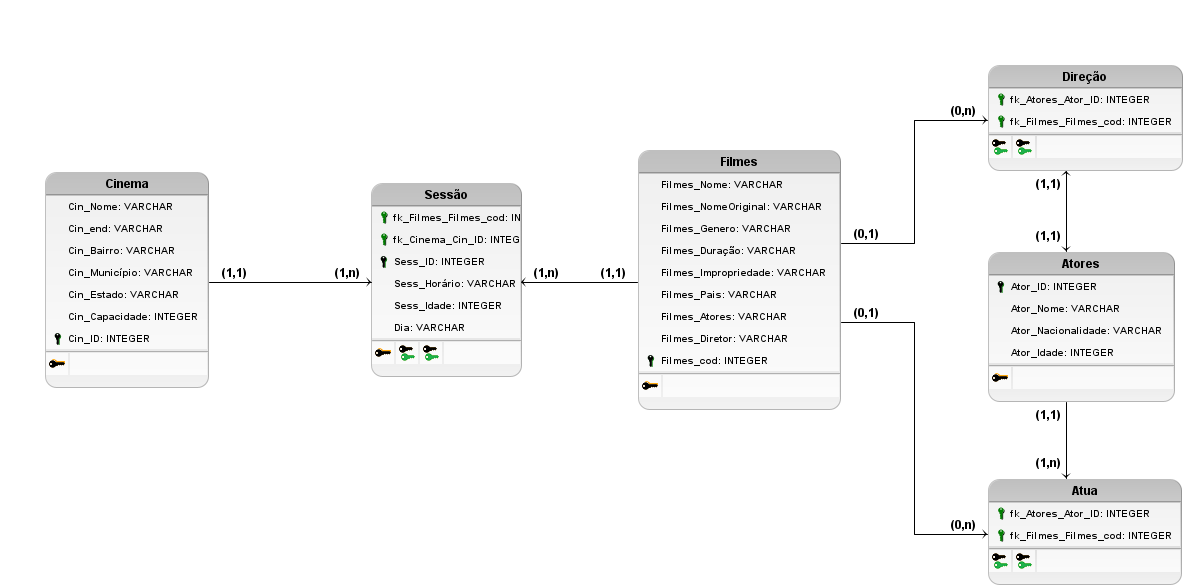 Cinema
Cin_Nome: VARCHAR
Cin_end: VARCHAR
Cin_Bairro: VARCHAR
Cin_Município: VARCHAR
Cin_Estado: VARCHAR
Cin_Capacidade: INTEGER
Cin_ID: INTEGER
(1,1)
(1,n)
Sessão
fk_Filmes_Filmes_cod: IN
fk_Cinema_Cin_ID: INTEG
Sess_ID: INTEGER
Sess_Horário: VARCHAR
Sess_Idade: INTEGER
Dia: VARCHAR
(1,n)
(1,1)
Filmes
Filmes_Nome: VARCHAR
Filmes_NomeOriginal: VARCHAR
Filmes_Genero: VARCHAR
Filmes_Duração: VARCHAR
Filmes_Impropriedade: VARCHAR
Filmes_Pais: VARCHAR
Filmes_Atores: VARCHAR
Filmes_Diretor: VARCHAR
Filmes_cod: INTEGER
(0,1)
(0,n)
(0,1)
(0,n)
Direção
fk_Atores_Ator_ID: INTEGER
fk_Filmes_Filmes_cod: INTEGER
(1,1)
(1,1)
Atores
Ator_ID: INTEGER
Ator_Nome: VARCHAR
Ator_Nacionalidade: VARCHAR
Ator_Idade: INTEGER
(1,1)
(1,n)
Atua
fk_Atores_Ator_ID: INTEGER
fk_Filmes_Filmes_cod: INTEGER